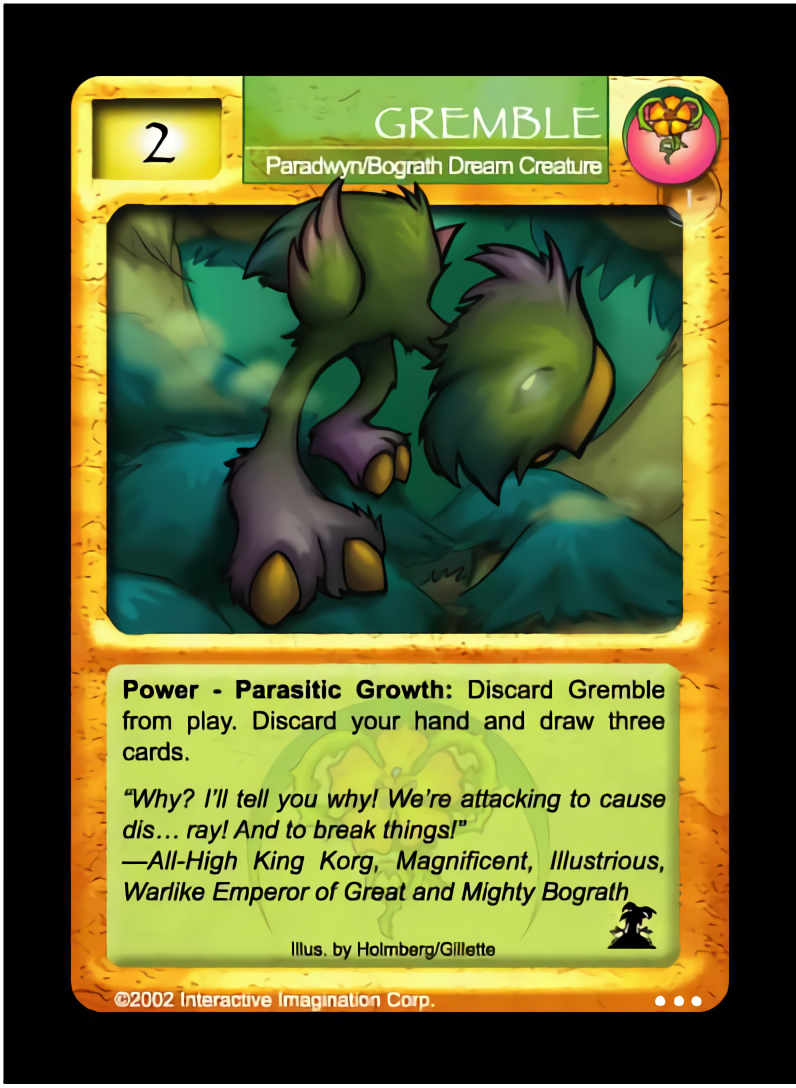 2
GREMBLE
Paradwyn/Bograth Dream Creature
1
Power - Parasitic Growth: Discard Gremble
from play. Discard your hand and draw three
cards.
“Why? I'll tell you why! We're attacking to cause
dis... ray! And to break things!”
—All-High King Korg, Magnificent, Illustrious,
Warlike Emperor of Great and Mighty Bograth
Illus. by Holmberg/Gillette
©2002 Interactive Imagination Corp.